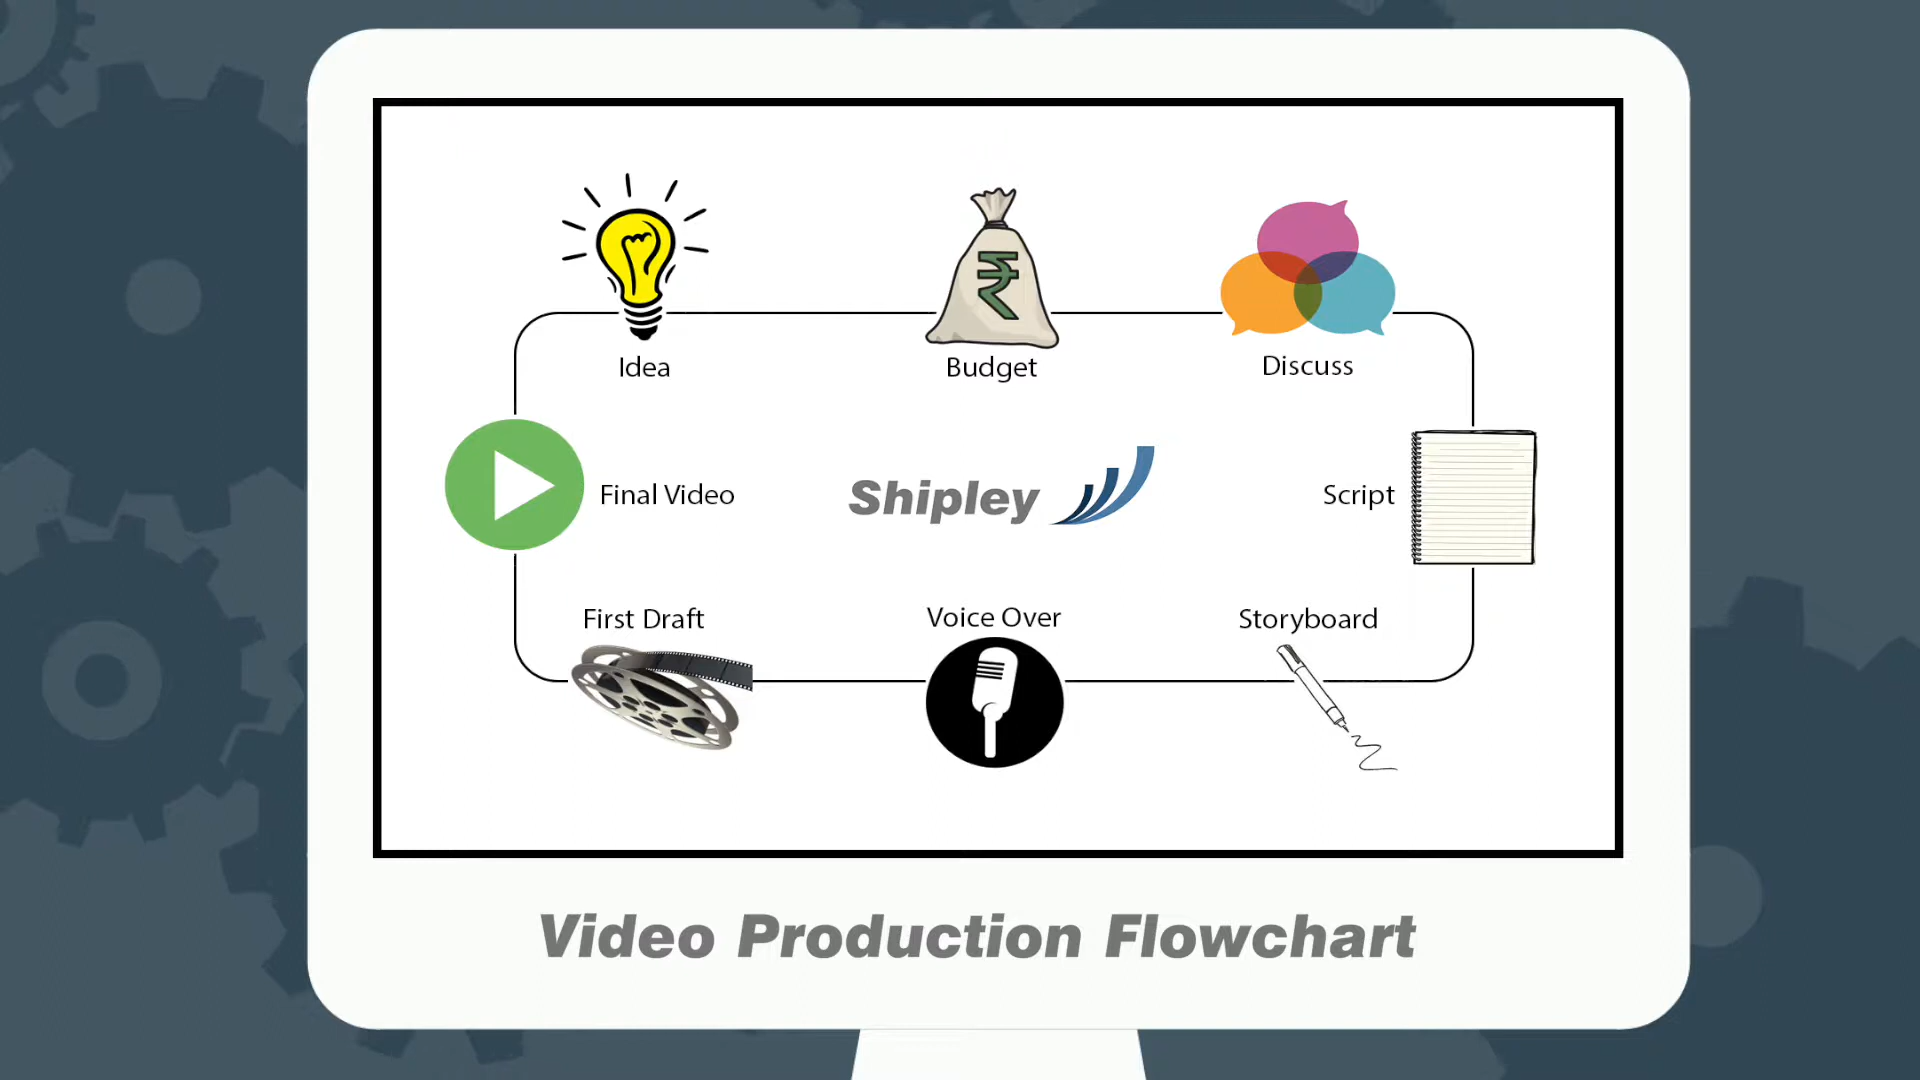 Idea
Budget
₹
Discuss
Final Video
Shipley
Script
First Draft
Voice Over
Storyboard
Video Production Flowchart